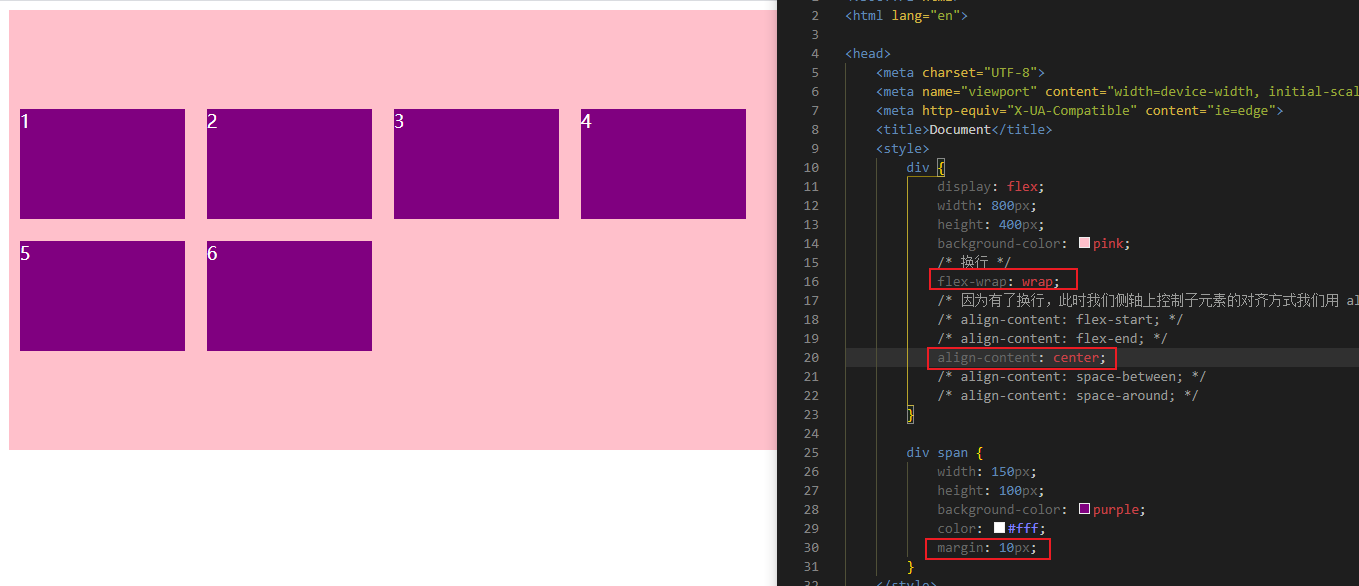 1
2
3
4
5
6
2 <html lang="en">
3
4 <head>
5 <meta charset="UTF-8">
6 <meta name="viewport" content="width=device-width, initial-scal
7 <meta http-equiv="X-UA-Compatible" content="ie=edge">
8 <title>Document</title>
9 <style>
10 div {
11 display: flex;
12 width: 800px;
13 height: 400px;
14 background-color: pink;
15 /* 换行 */
16 flex-wrap: wrap;
17 /* 因为有了换行，此时我们侧轴上控制子元素的对齐方式我们用 al
18 /* align-content: flex-start; */
19 /* align-content: flex-end; */
20 align-content: center;
21 /* align-content: space-between; */
22 /* align-content: space-around; */
23 }
24
25 div span {
26 width: 150px;
27 height: 100px;
28 background-color: purple;
29 color: #fff;
30 margin: 10px;
31 }
32 </style>